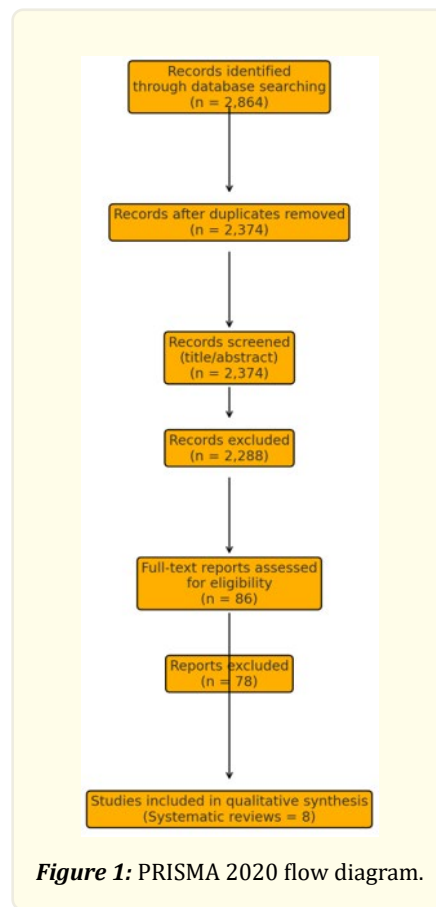 Records identified
through database searching
(n = 2,864)
Records after duplicates removed
(n = 2,374)
Records screened
(title/abstract)
(n = 2,374)
Records excluded
(n = 2,288)
Full-text reports assessed
for eligibility
(n = 86)
Reports excluded
(n = 78)
Studies included in qualitative synthesis
(Systematic reviews = 8)
Figure 1: PRISMA 2020 flow diagram.